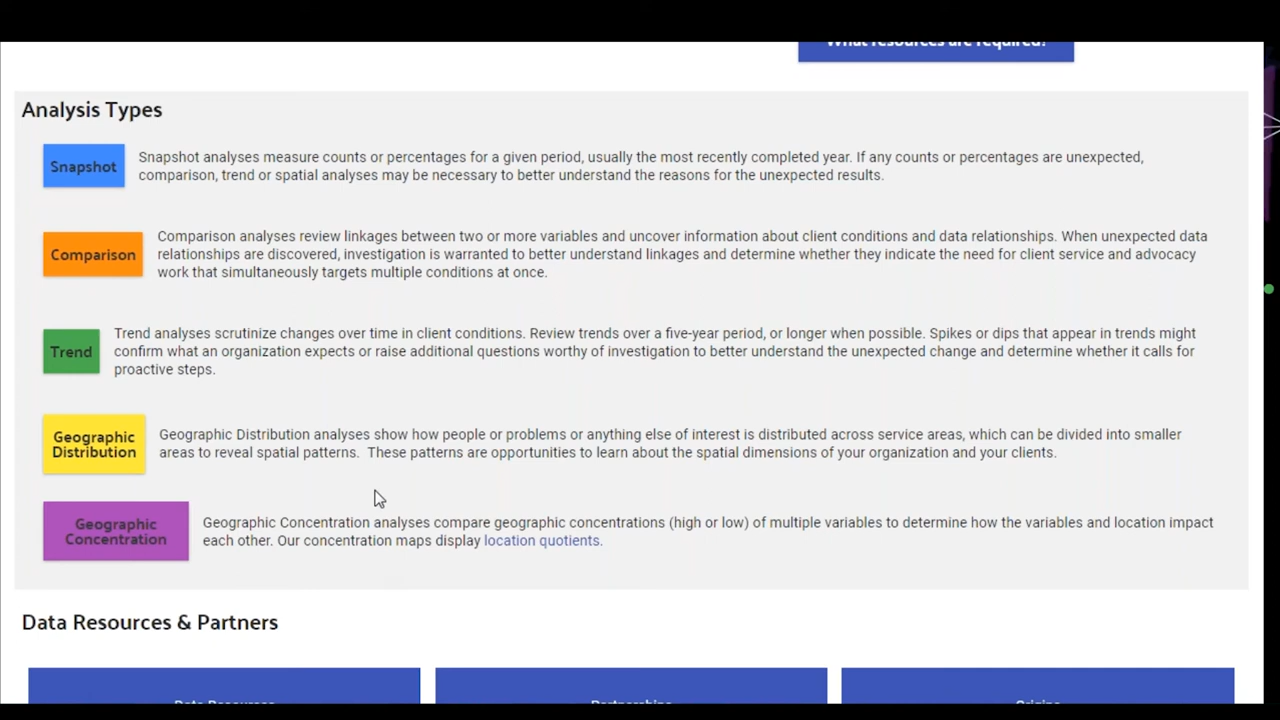 What resources are required?
Analysis Types
Snapshot
Snapshot analyses measure counts or percentages for a given period, usually the most recently completed year. If any counts or percentages are unexpected,
comparison, trend or spatial analyses may be necessary to better understand the reasons for the unexpected results.
Comparison
Comparison analyses review linkages between two or more variables and uncover information about client conditions and data relationships. When unexpected data
relationships are discovered, investigation is warranted to better understand linkages and determine whether they indicate the need for client service and advocacy
work that simultaneously targets multiple conditions at once.
Trend
Trend analyses scrutinize changes over time in client conditions. Review trends over a five-year period, or longer when possible. Spikes or dips that appear in trends might
confirm what an organization expects or raise additional questions worthy of investigation to better understand the unexpected change and determine whether it calls for
proactive steps.
Geographic
Distribution
Geographic Distribution analyses show how people or problems or anything else of interest is distributed across service areas, which can be divided into smaller
areas to reveal spatial patterns.  These patterns are opportunities to learn about the spatial dimensions of your organization and your clients.
Geographic
Concentration
Geographic Concentration analyses compare geographic concentrations (high or low) of multiple variables to determine how the variables and location impact
each other. Our concentration maps display location quotients.
Data Resources & Partners
Data Resources
Partnerships
Origins